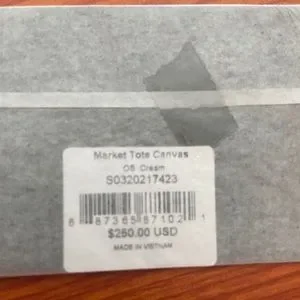 Market Tote Canvas
OS Cream
S0320217423
8 87365 87102 1
$250.00 USD
MADE IN VIETNAM